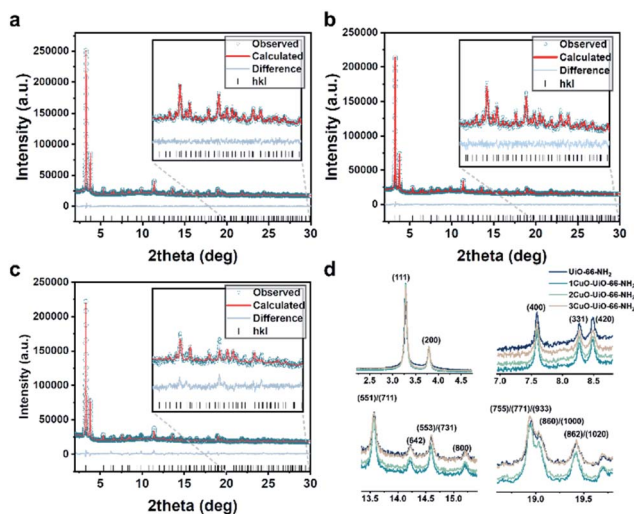 a
250000
200000
150000
100000
50000
0
Intensity (a.u.)
Observed
Calculated
Difference
hkl
5 10 15 20 25 30
2theta (deg)
b
250000
200000
150000
100000
50000
0
Intensity (a.u.)
Observed
Calculated
Difference
hkl
5 10 15 20 25 30
2theta (deg)
c
250000
200000
150000
100000
50000
0
Intensity (a.u.)
Observed
Calculated
Difference
hkl
5 10 15 20 25 30
2theta (deg)
d
UiO-66-NH2
1CuO-UiO-66-NH2
2CuO-UiO-66-NH2
3CuO-UiO-66-NH2
(111)
(200)
2.5 3.0 3.5 4.0 4.5
(400)
(331)
(420)
7.0 7.5 8.0 8.5
(551)/(711)
(642)
(553)/(731)
(800)
13.5 14.0 14.5 15.0
(755)/(771)/(933)
(860)/(1000)
(862)/(1020)
19.0 19.5